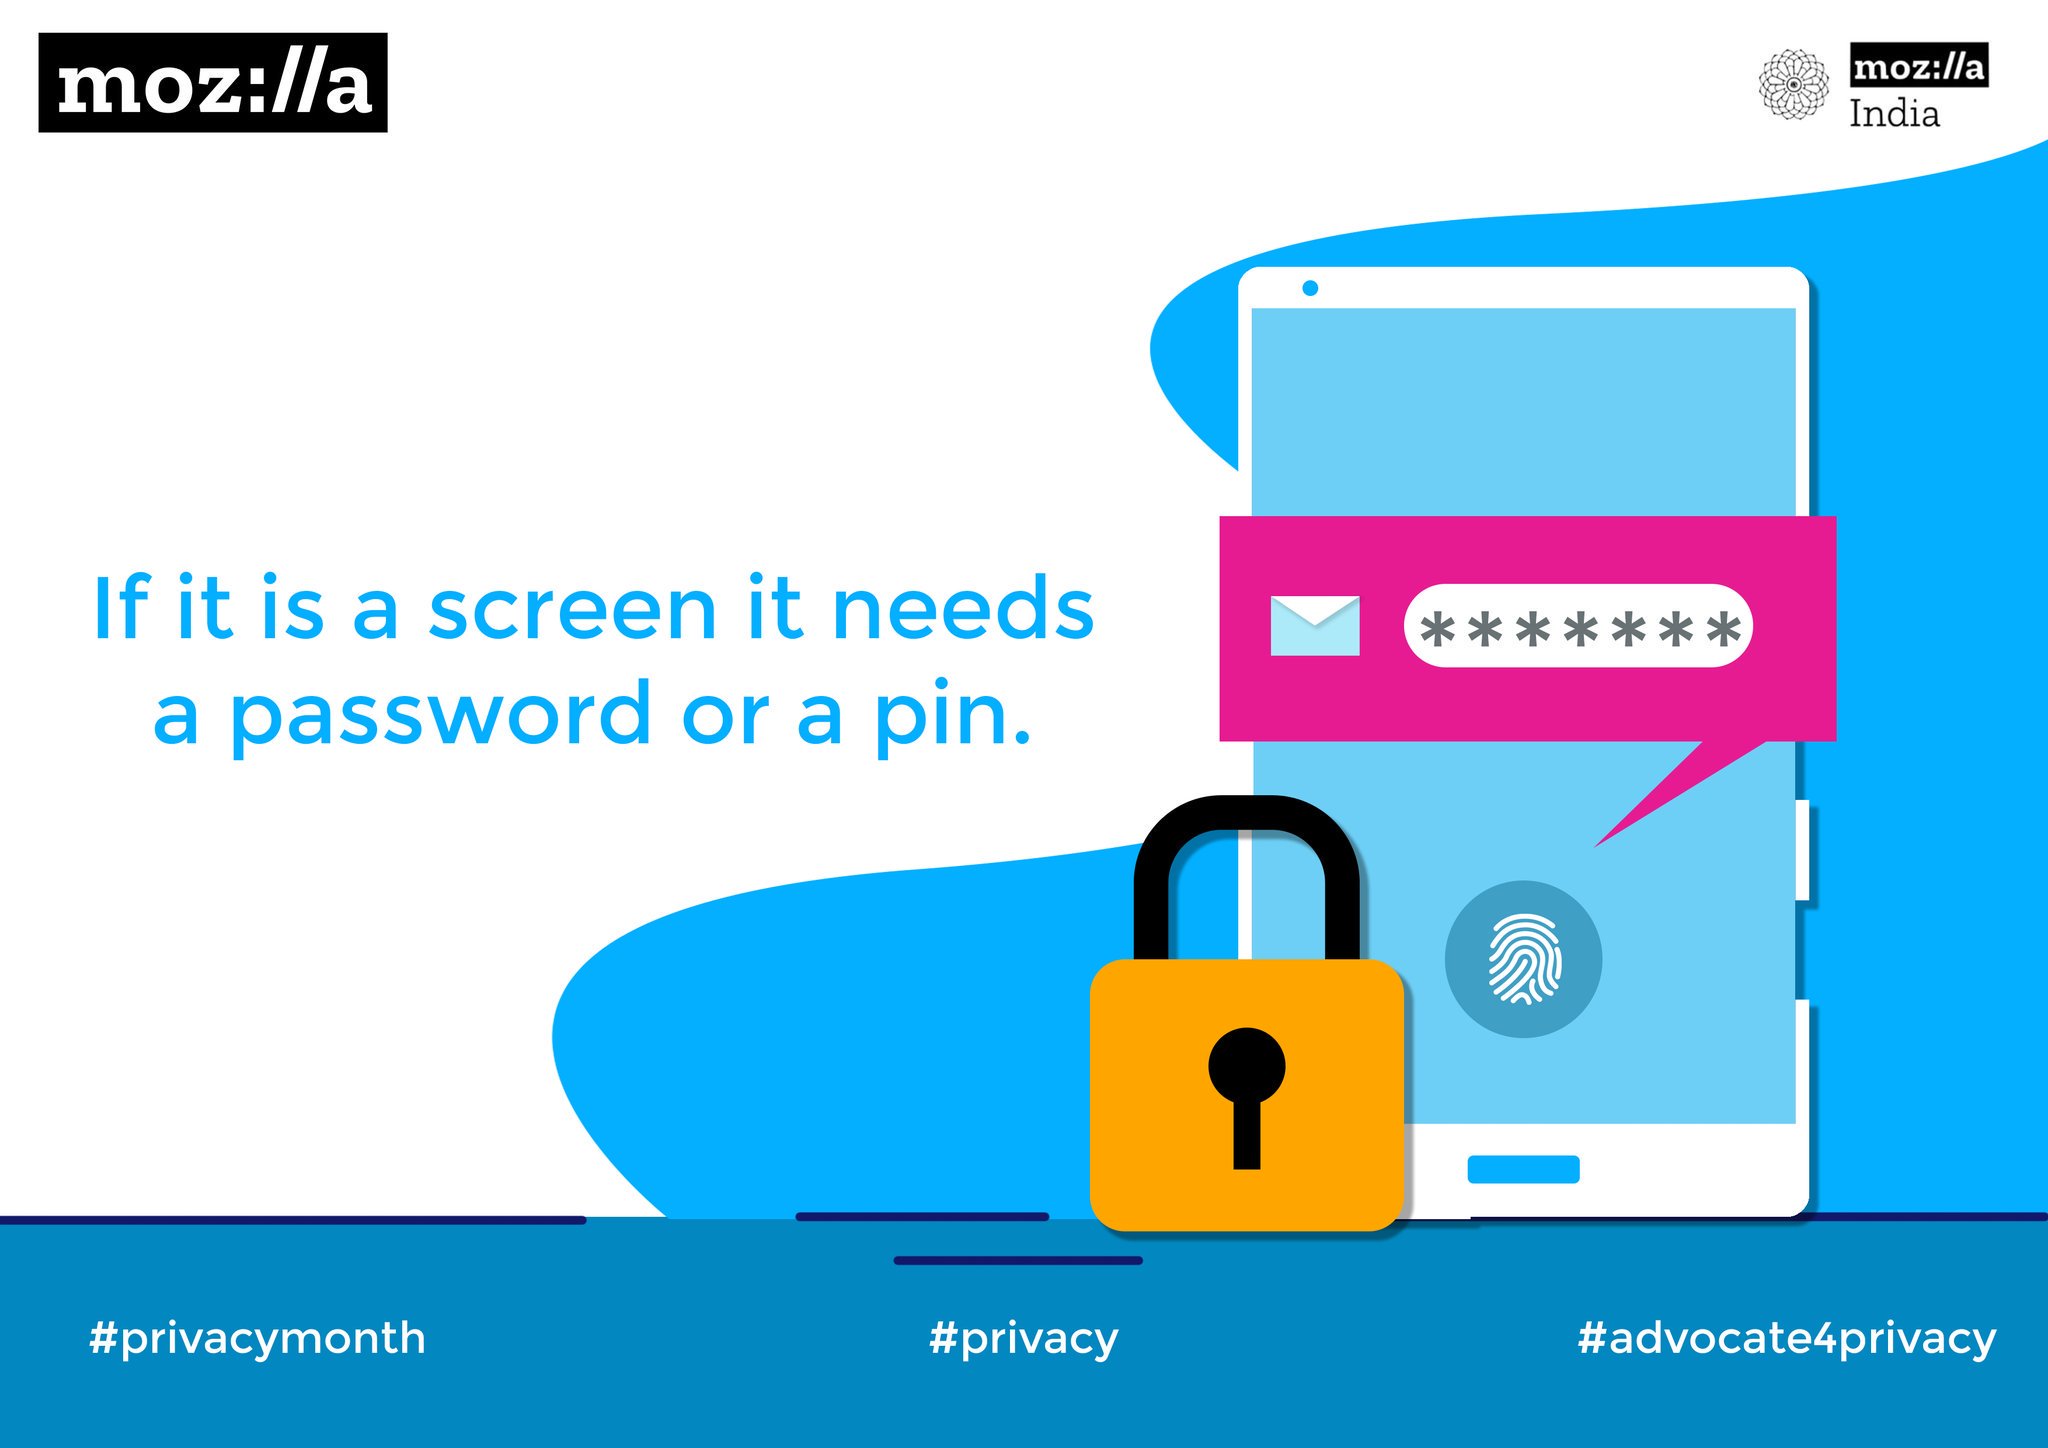 moz://a
moz://a
India
If it is a screen it needs
a password or a pin.
*******
#privacymonth
#privacy
#advocate4privacy